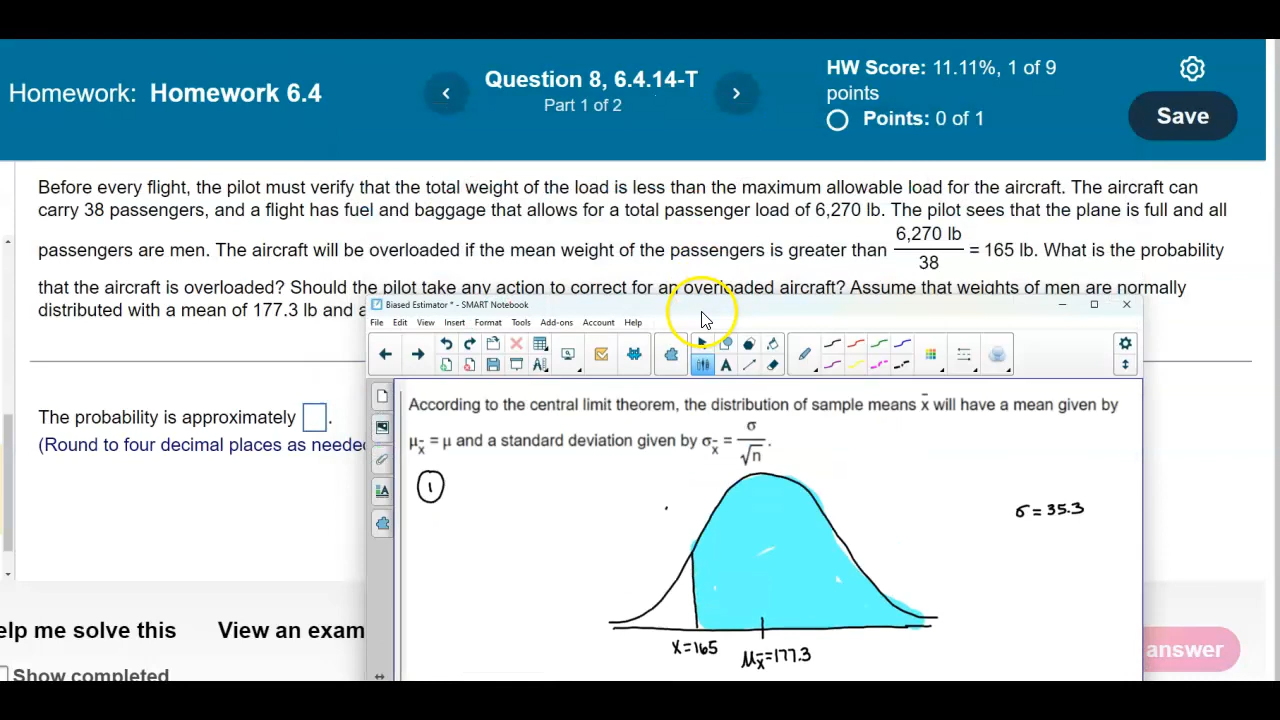 Homework: Homework 6.4
Question 8, 6.4.14-T
Part 1 of 2
HW Score: 11.11%, 1 of 9
points
Points: 0 of 1
Save
Before every flight, the pilot must verify that the total weight of the load is less than the maximum allowable load for the aircraft. The aircraft can
carry 38 passengers, and a flight has fuel and baggage that allows for a total passenger load of 6,270 lb. The pilot sees that the plane is full and all
passengers are men. The aircraft will be overloaded if the mean weight of the passengers is greater than 6,270 lb / 38 = 165 lb. What is the probability
that the aircraft is overloaded? Should the pilot take any action to correct for an overloaded aircraft? Assume that weights of men are normally
distributed with a mean of 177.3 lb and a
Biased Estimator * - SMART Notebook
File Edit View Insert Format Tools Add-ons Account Help
The probability is approximately .
(Round to four decimal places as needed
According to the central limit theorem, the distribution of sample means x̄ will have a mean given by
μx̄ = μ and a standard deviation given by σx̄ = σ / √n.
1
σ = 35.3
x=165
μx̄=177.3
elp me solve this
View an exam
Show completed
answer